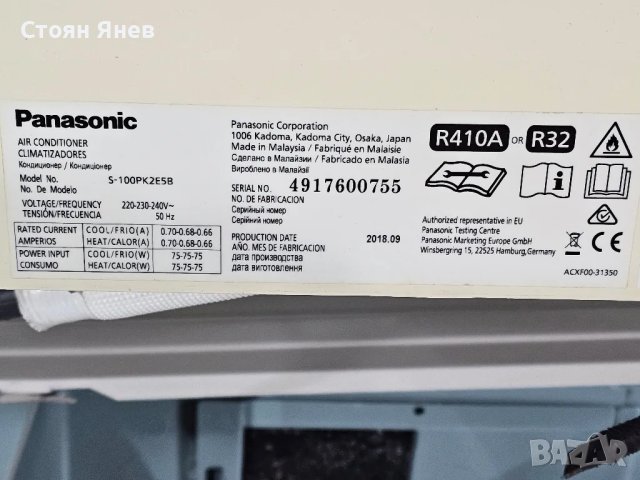 Стоян Янев
Panasonic
AIR CONDITIONER
CLIMATIZADORES
Кондиционер / Кондиціонер
Model No. S-100PK2E5B
No. De Modelo
VOLTAGE/FREQUENCY 220-230-240V~
TENSIÓN/FRECUENCIA 50 Hz
RATED CURRENT COOL/FRIO(A) 0.70-0.68-0.66
AMPERIOS HEAT/CALOR(A) 0.70-0.68-0.66
POWER INPUT COOL/FRIO(W) 75-75-75
CONSUMO HEAT/CALOR(W) 75-75-75
Panasonic Corporation
1006 Kadoma, Kadoma City, Osaka, Japan
Made in Malaysia / Fabriqué en Malaisie
Сделано в Малайзии / Fabricado en Malasia
Вироблено в Малайзії
SERIAL NO. 4917600755
NO. DE FABRICACION
Серийный номер
Серійний номер
PRODUCTION DATE 2018.09
AÑO. MES DE FABRICACION
дата производства
дата виготовлення
R410A OR R32
Authorized representative in EU
Panasonic Testing Centre
Panasonic Marketing Europe GmbH
Winsbergring 15, 22525 Hamburg,Germany
CE
ACXF00-31350
BAZAR